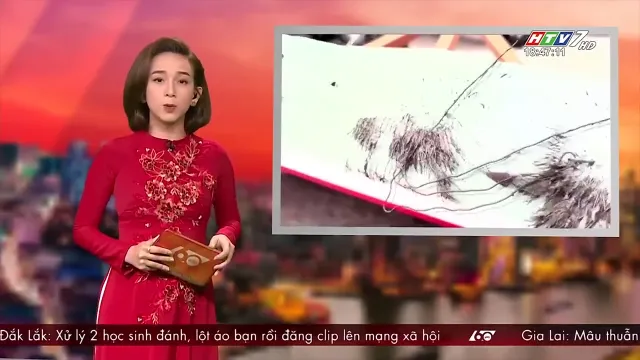 HTV7 HD
18:47:11
Đắk Lắk: Xử lý 2 học sinh đánh, lột áo bạn rồi đăng clip lên mạng xã hội 60 Gia Lai: Mâu thuẫn